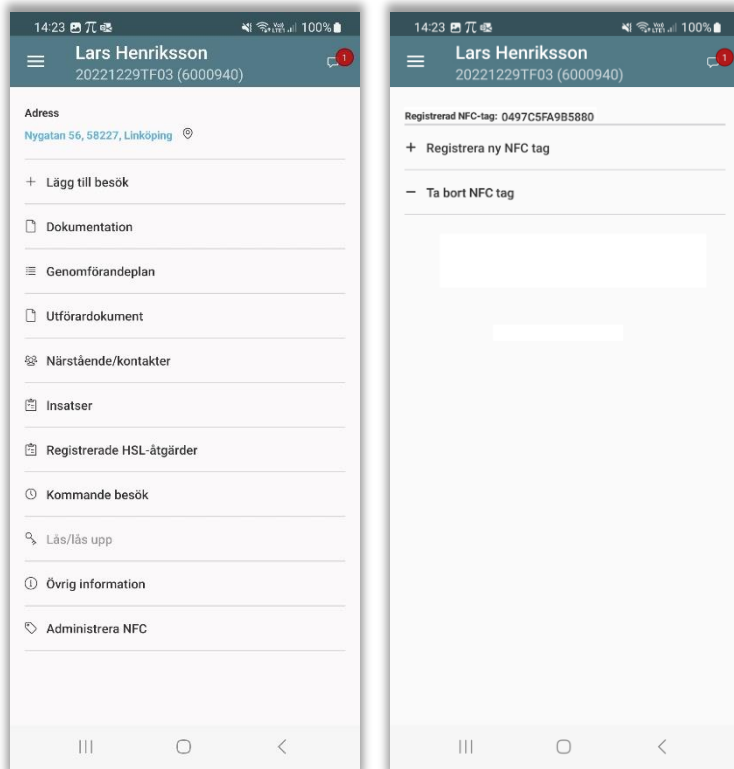 14:23 100%
Lars Henriksson
20221229TF03 (6000940)
1
Adress
Nygatan 56, 58227, Linköping
Lägg till besök
Dokumentation
Genomförandeplan
Utförardokument
Närstående/kontakter
Insatser
Registrerade HSL-åtgärder
Kommande besök
Lås/lås upp
Övrig information
Administrera NFC
14:23 100%
Lars Henriksson
20221229TF03 (6000940)
1
Registrerad NFC-tag: 0497C5FA9B5880
+ Registrera ny NFC tag
− Ta bort NFC tag